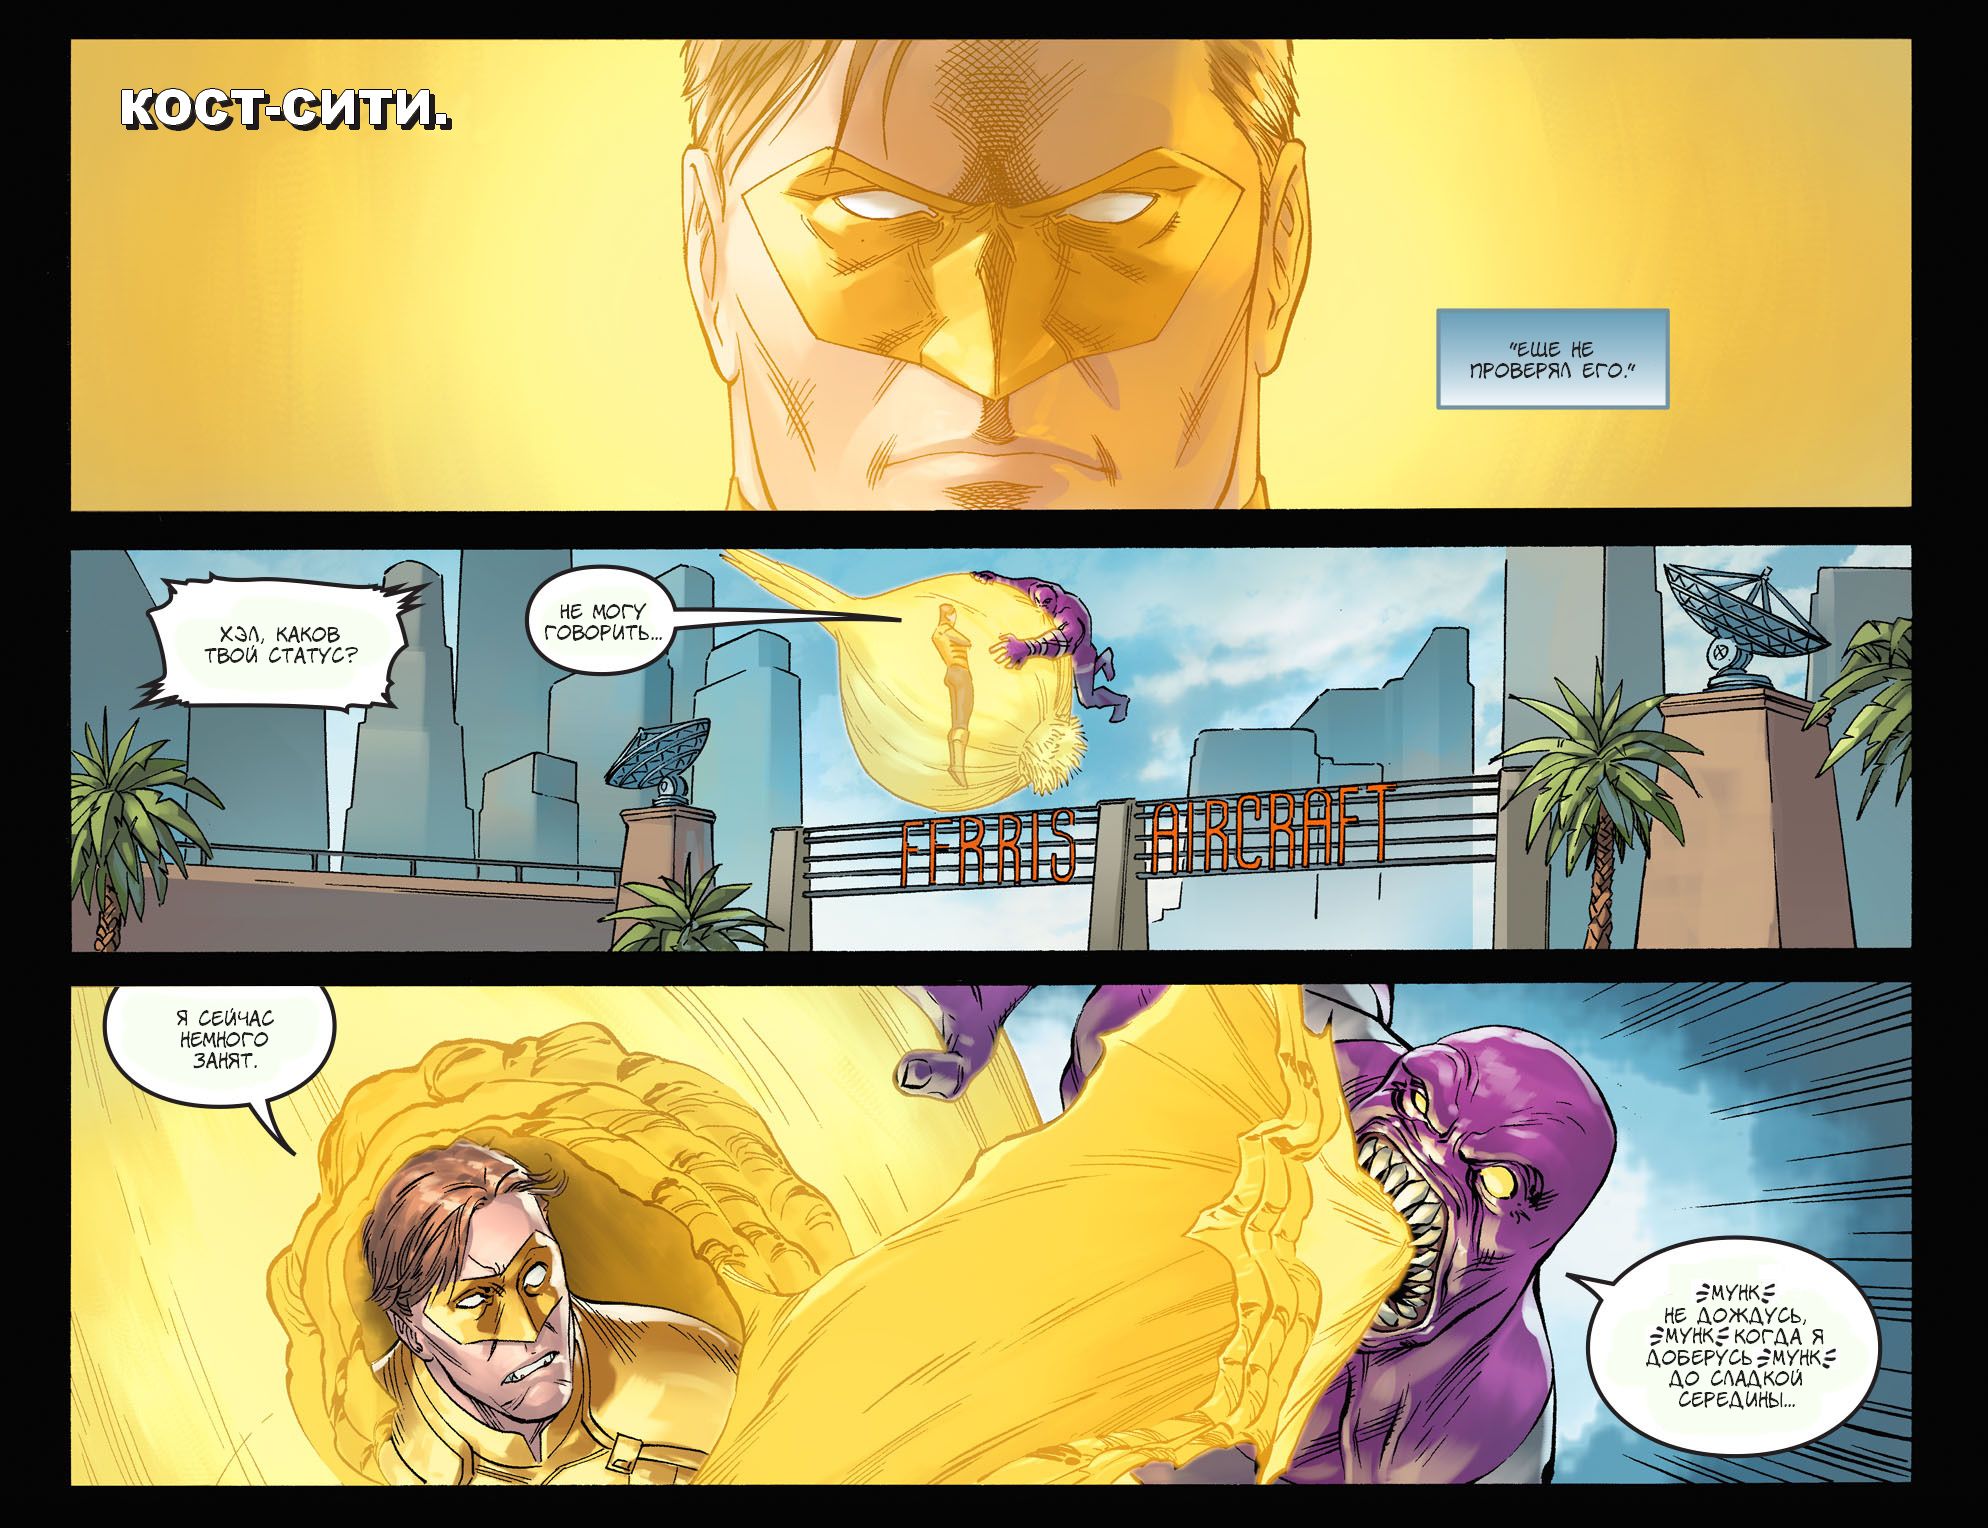 КОСТ-СИТИ.
"ЕЩЕ НЕ
ПРОВЕРЯЛ ЕГО."
ХЭЛ, КАКОВ
ТВОЙ СТАТУС?
НЕ МОГУ
ГОВОРИТЬ...
FERRIS AIRCRAFT
Я СЕЙЧАС
НЕМНОГО
ЗАНЯТ.
МУНК
НЕ ДОЖДУСЬ,
МУНК КОГДА Я
ДОБЕРУСЬ МУНК
ДО СЛАДКОЙ
СЕРЕДИНЫ...